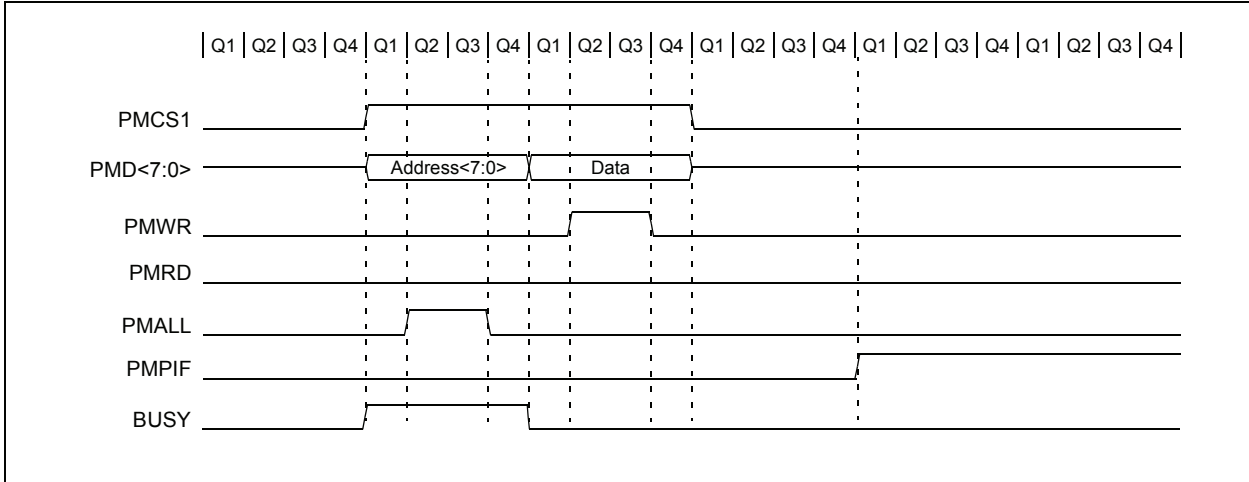 Q1 Q2 Q3 Q4 Q1 Q2 Q3 Q4 Q1 Q2 Q3 Q4 Q1 Q2 Q3 Q4 Q1 Q2 Q3 Q4 Q1 Q2 Q3 Q4
PMCS1
PMD<7:0> Address<7:0> Data
PMWR
PMRD
PMALL
PMPIF
BUSY